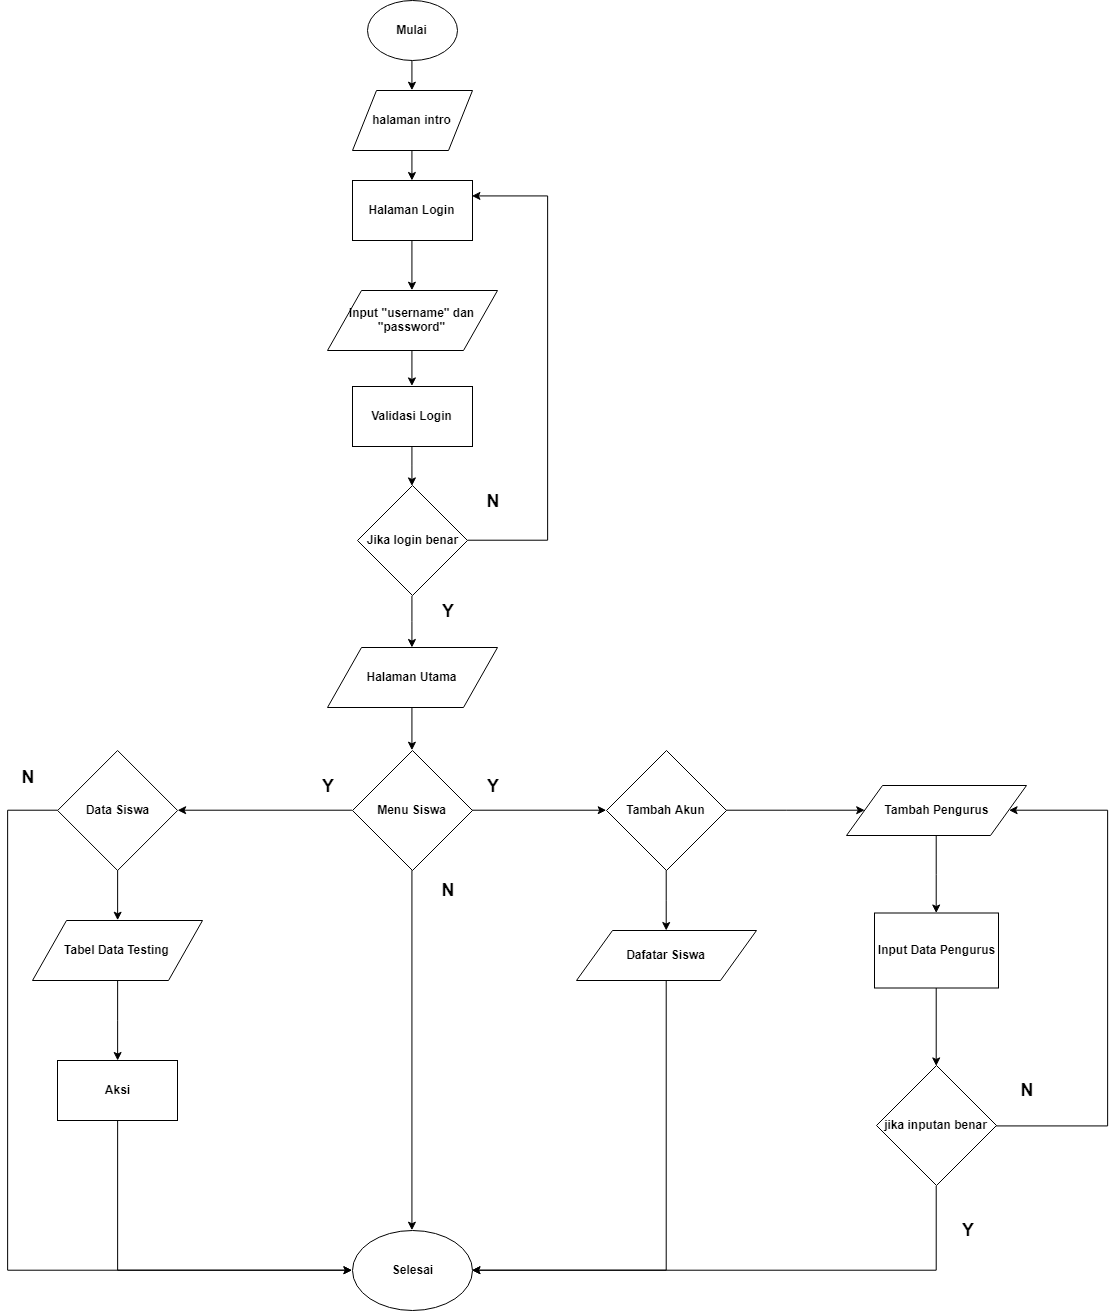 Mulai
halaman intro
Halaman Login
Input "username" dan
"password"
Validasi Login
N
Jika login benar
Y
Halaman Utama
N
Y
Y
Data Siswa
Menu Siswa
Tambah Akun
Tambah Pengurus
N
Tabel Data Testing
Dafatar Siswa
Input Data Pengurus
Aksi
N
jika inputan benar
Y
Selesai